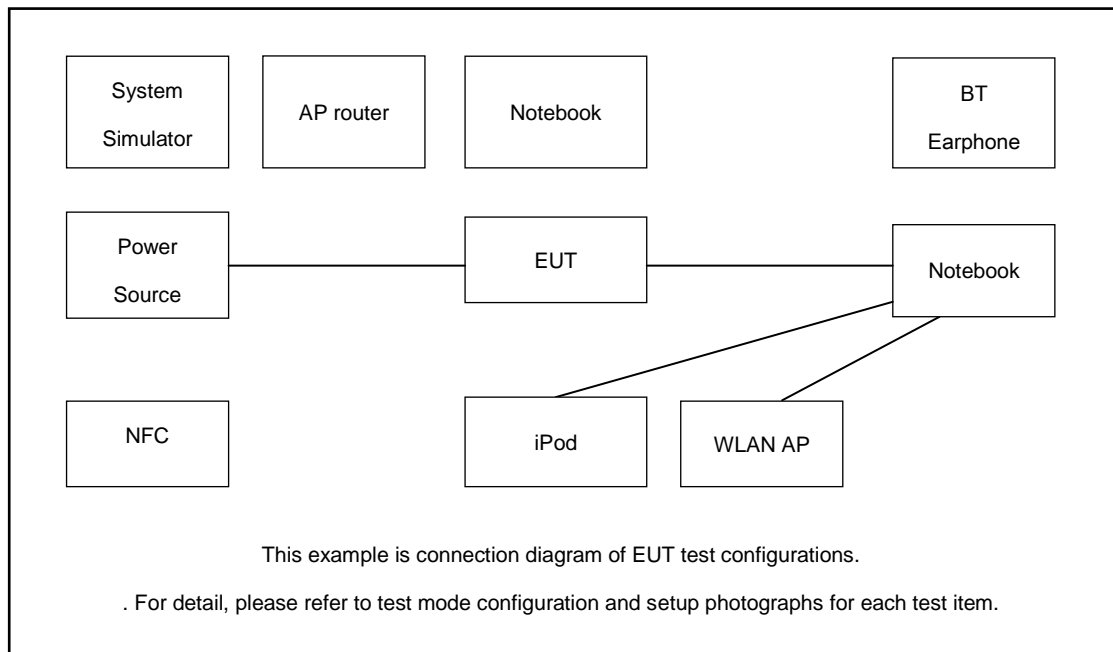 System
Simulator
AP router
Notebook
BT
Earphone
Power
Source
EUT
Notebook
NFC
iPod
WLAN AP
This example is connection diagram of EUT test configurations.
. For detail, please refer to test mode configuration and setup photographs for each test item.